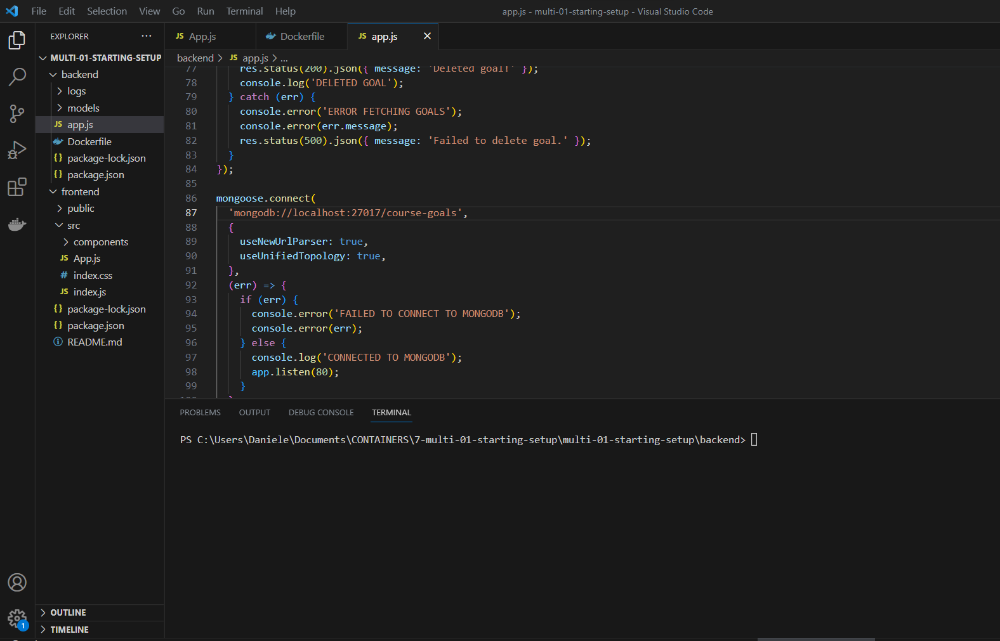 File Edit Selection View Go Run Terminal Help
app.js - multi-01-starting-setup - Visual Studio Code
EXPLORER ...
MULTI-01-STARTING-SETUP
backend
logs
models
JS app.js
Dockerfile
{} package-lock.json
{} package.json
frontend
public
src
components
JS App.js
# index.css
JS index.js
{} package-lock.json
{} package.json
README.md
OUTLINE
TIMELINE
1
JS App.js
Dockerfile
JS app.js
backend > JS app.js > ...
77 res.status(200).json({ message: 'Deleted goal!' });
78 console.log('DELETED GOAL');
79 } catch (err) {
80 console.error('ERROR FETCHING GOALS');
81 console.error(err.message);
82 res.status(500).json({ message: 'Failed to delete goal.' });
83 }
84 });
85
86 mongoose.connect(
87 'mongodb://localhost:27017/course-goals',
88 {
89 useNewUrlParser: true,
90 useUnifiedTopology: true,
91 },
92 (err) => {
93 if (err) {
94 console.error('FAILED TO CONNECT TO MONGODB');
95 console.error(err);
96 } else {
97 console.log('CONNECTED TO MONGODB');
98 app.listen(80);
99 }
PROBLEMS OUTPUT DEBUG CONSOLE TERMINAL
PS C:\Users\Daniele\Documents\CONTAINERS\7-multi-01-starting-setup\multi-01-starting-setup\backend>